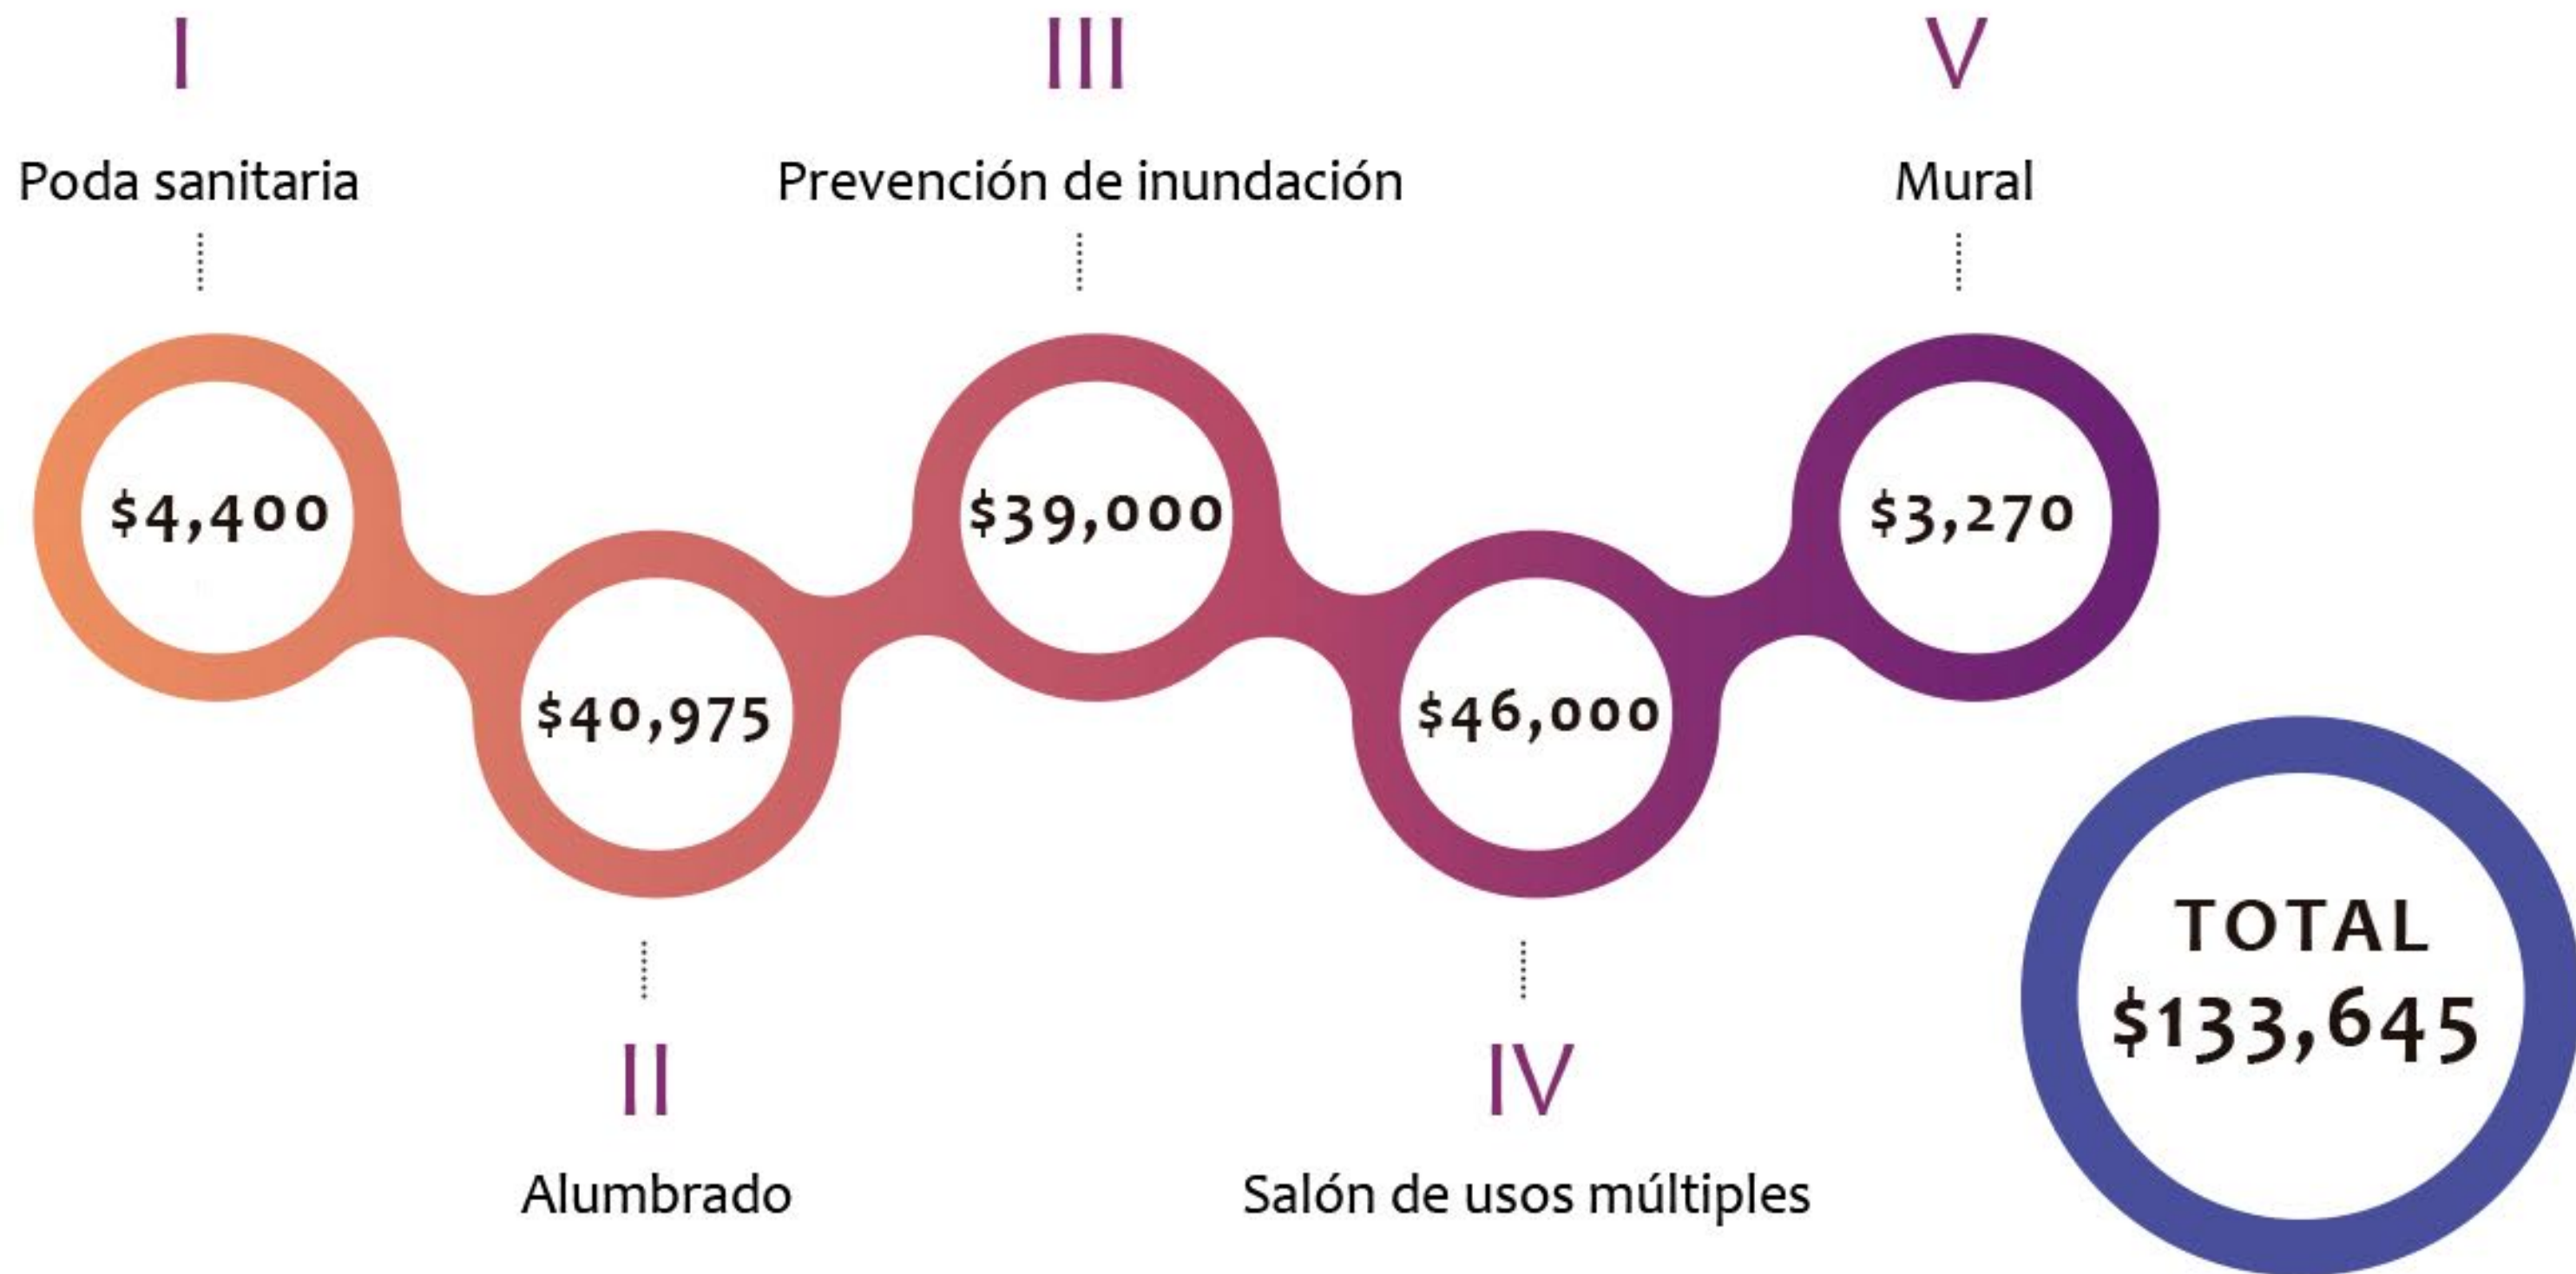 I
Poda sanitaria
$4,400
II
Alumbrado
$40,975
III
Prevención de inundación
$39,000
IV
Salón de usos múltiples
$46,000
V
Mural
$3,270
TOTAL
$133,645